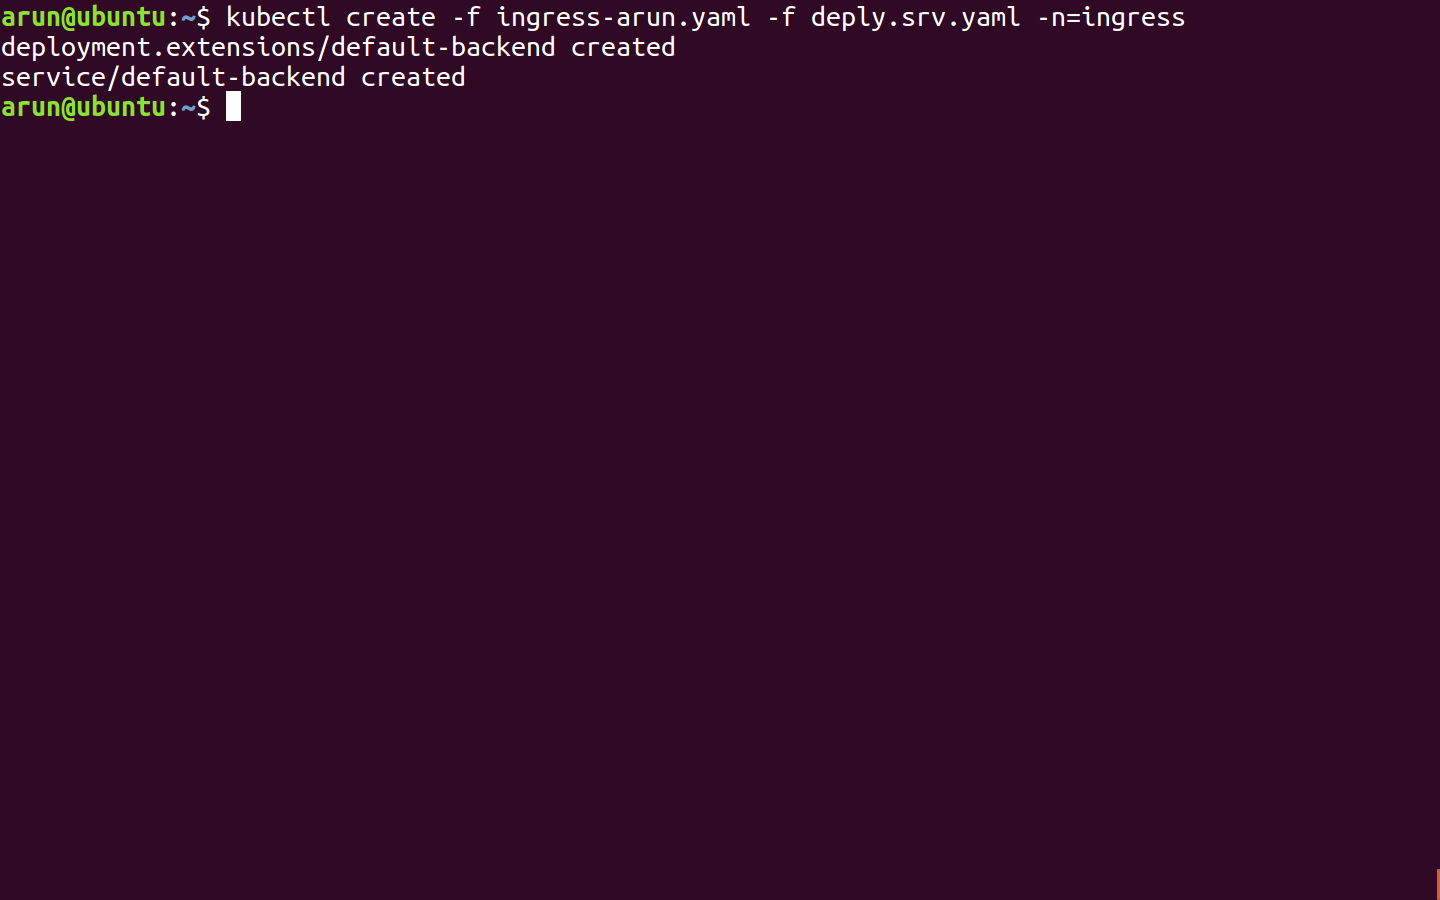 arun@ubuntu:~$ kubectl create -f ingress-arun.yaml -f deply.srv.yaml -n=ingress
deployment.extensions/default-backend created
service/default-backend created
arun@ubuntu:~$